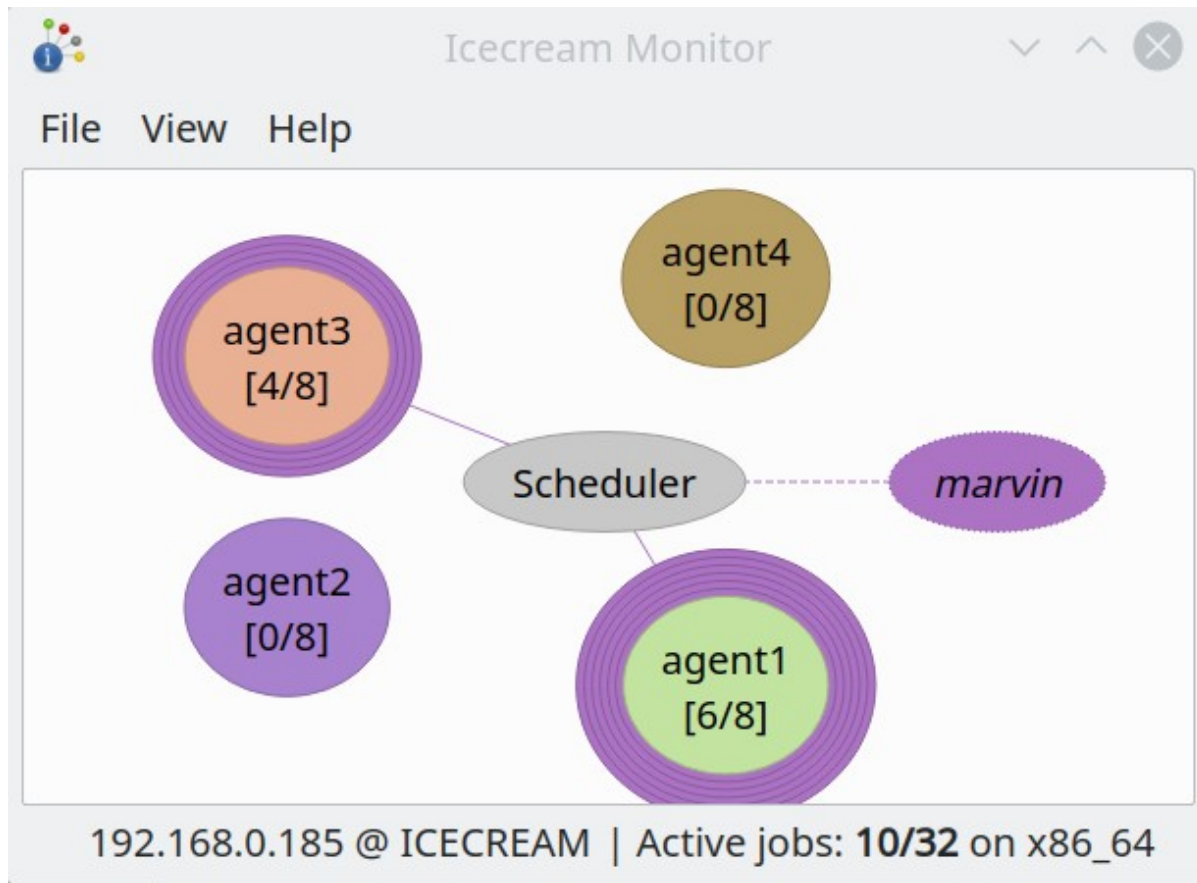 Icecream Monitor
File View Help
agent4
[0/8]
agent3
[4/8]
Scheduler
marvin
agent2
[0/8]
agent1
[6/8]
192.168.0.185 @ ICECREAM | Active jobs: 10/32 on x86_64